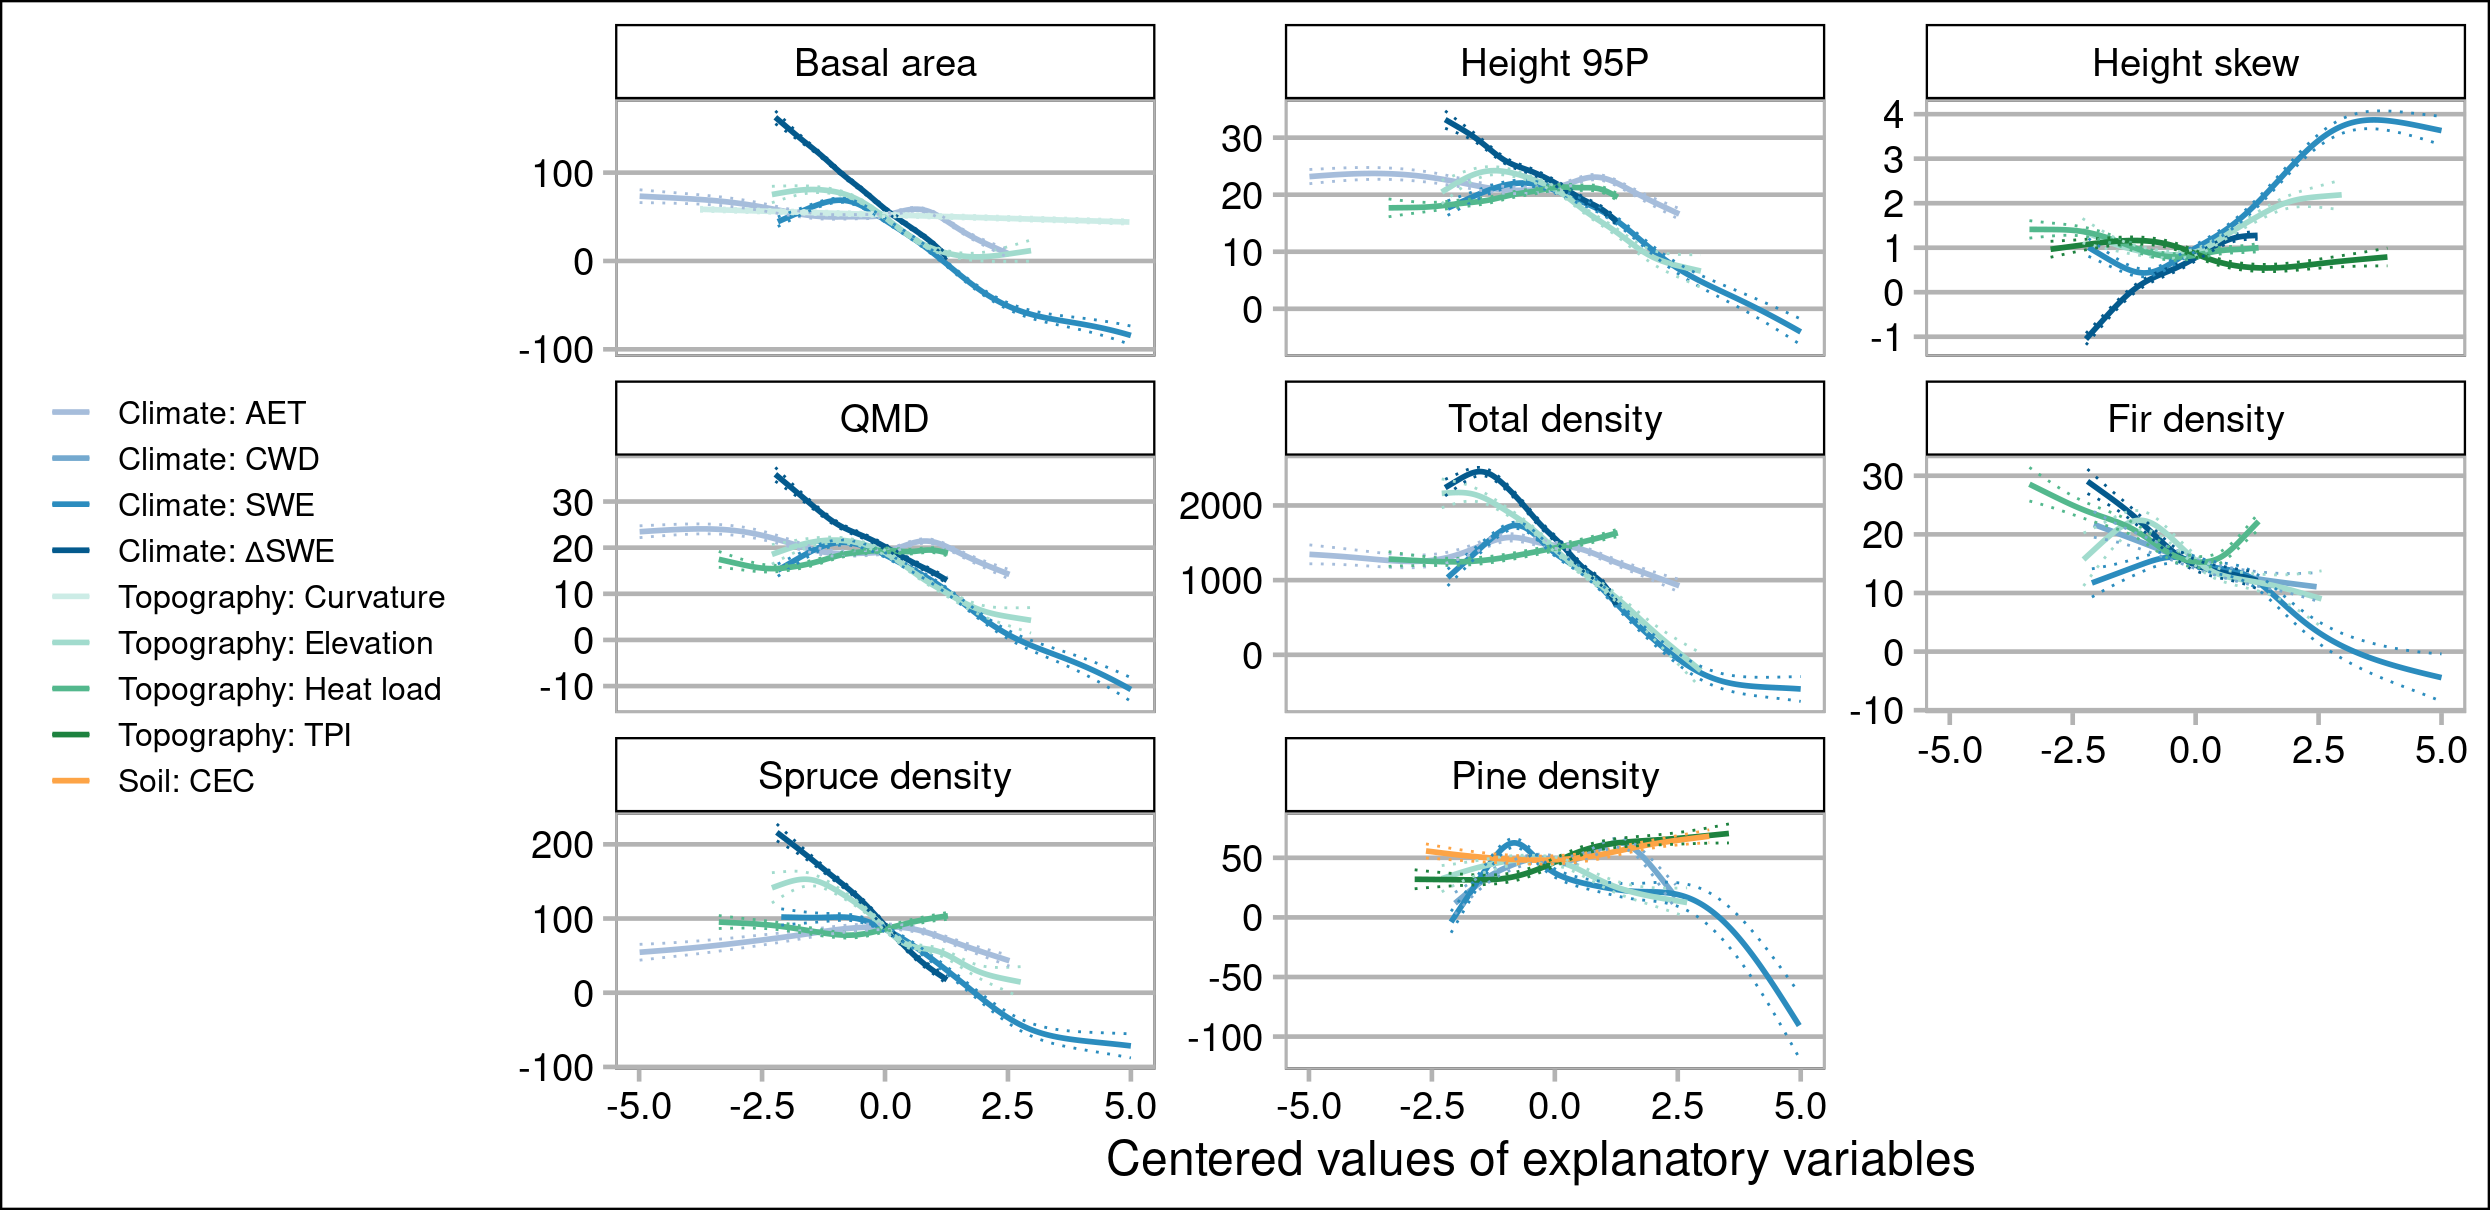 Basal area
Height 95P
Height skew
100
0
-100
30
20
10
0
4
3
2
1
0
-1
QMD
Total density
Fir density
30
20
10
0
-10
2000
1000
0
30
20
10
0
-10
-5.0 -2.5 0.0 2.5 5.0
Climate: AET
Climate: CWD
Climate: SWE
Climate: ΔSWE
Topography: Curvature
Topography: Elevation
Topography: Heat load
Topography: TPI
Soil: CEC
Spruce density
Pine density
200
100
0
-100
50
0
-50
-100
-5.0 -2.5 0.0 2.5 5.0
-5.0 -2.5 0.0 2.5 5.0
Centered values of explanatory variables